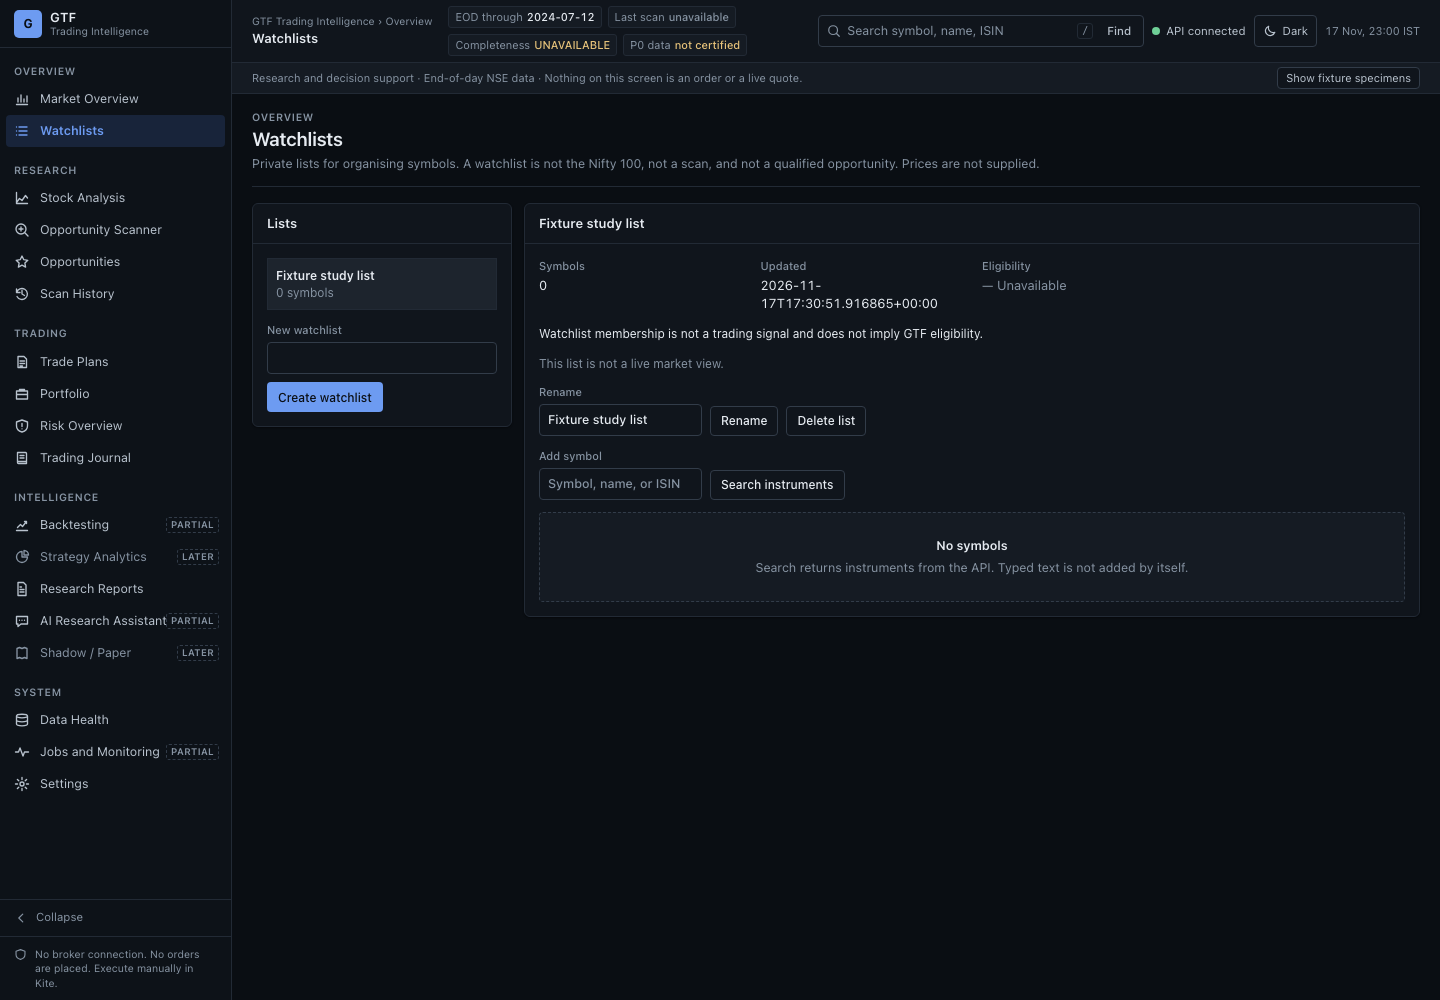 G
GTF
Trading Intelligence
OVERVIEW
Market Overview
Watchlists
RESEARCH
Stock Analysis
Opportunity Scanner
Opportunities
Scan History
TRADING
Trade Plans
Portfolio
Risk Overview
Trading Journal
INTELLIGENCE
Backtesting PARTIAL
Strategy Analytics LATER
Research Reports
AI Research Assistant PARTIAL
Shadow / Paper LATER
SYSTEM
Data Health
Jobs and Monitoring PARTIAL
Settings
Collapse
No broker connection. No orders
are placed. Execute manually in
Kite.
GTF Trading Intelligence › Overview
Watchlists
EOD through 2024-07-12
Last scan unavailable
Completeness UNAVAILABLE
P0 data not certified
Search symbol, name, ISIN
/
Find
API connected
Dark
17 Nov, 23:00 IST
Research and decision support · End-of-day NSE data · Nothing on this screen is an order or a live quote.
Show fixture specimens
OVERVIEW
Watchlists
Private lists for organising symbols. A watchlist is not the Nifty 100, not a scan, and not a qualified opportunity. Prices are not supplied.
Lists
Fixture study list
0 symbols
New watchlist
Create watchlist
Fixture study list
Symbols
0
Updated
2026-11-
17T17:30:51.916865+00:00
Eligibility
— Unavailable
Watchlist membership is not a trading signal and does not imply GTF eligibility.
This list is not a live market view.
Rename
Fixture study list
Rename
Delete list
Add symbol
Symbol, name, or ISIN
Search instruments
No symbols
Search returns instruments from the API. Typed text is not added by itself.